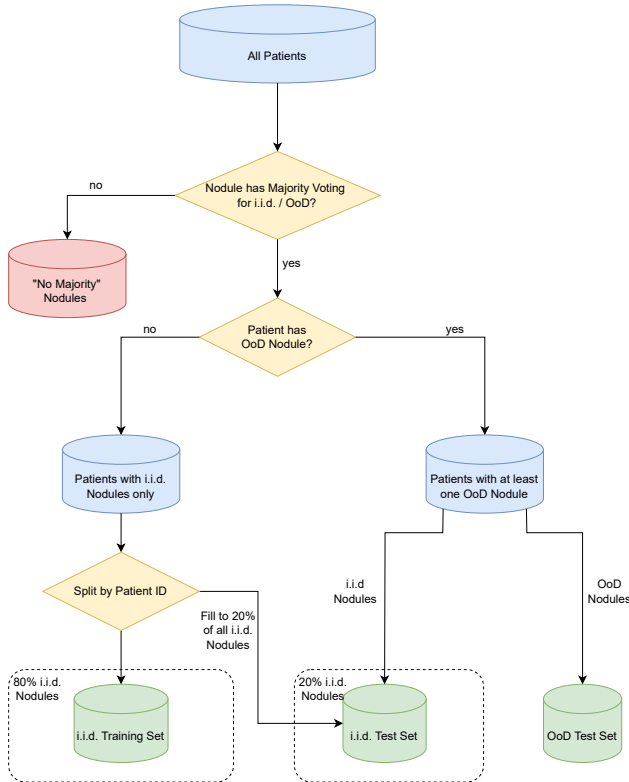 All Patients
Nodule has Majority Voting
for i.i.d. / OoD?
no
yes
"No Majority"
Nodules
Patient has
OoD Nodule?
no
yes
Patients with i.i.d.
Nodules only
Patients with at least
one OoD Nodule
Split by Patient ID
Fill to 20%
of all i.i.d.
Nodules
i.i.d
Nodules
OoD
Nodules
80% i.i.d.
Nodules
i.i.d. Training Set
20% i.i.d.
Nodules
i.i.d. Test Set
OoD Test Set